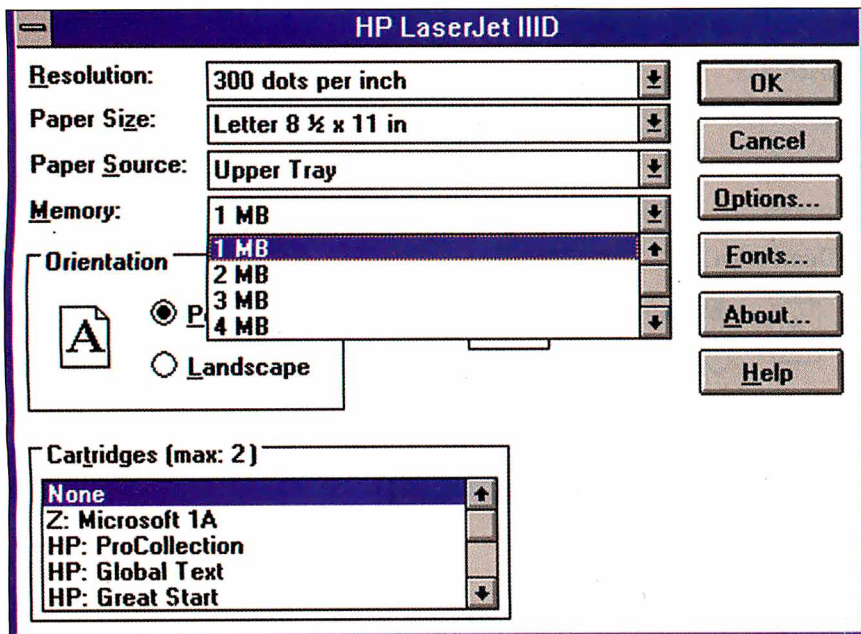 HP LaserJet IIID
Resolution: 300 dots per inch
OK
Paper Size: Letter 8 ½ x 11 in
Cancel
Paper Source: Upper Tray
Options...
Memory: 1 MB
1 MB
2 MB
3 MB
4 MB
Fonts...
About...
Help
Orientation
A
Landscape
Cartridges (max: 2)
None
Z: Microsoft 1A
HP: ProCollection
HP: Global Text
HP: Great Start